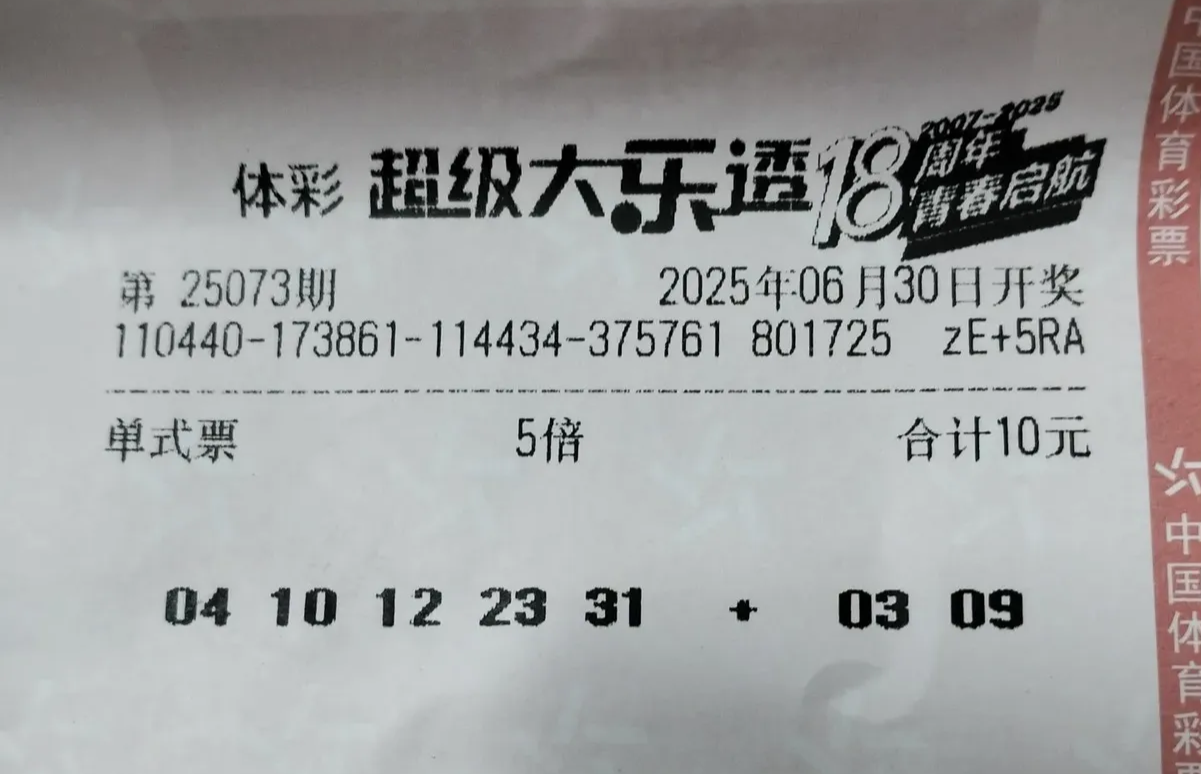 体彩 超级大乐透 18周年 2007-2025
青春启航
第 25073期 2025年06月30日开奖
110440-173861-114434-375761 801725 zE+5RA
单式票 5倍 合计10元
04 10 12 23 31 + 03 09
中国体育彩票
中国体育彩票